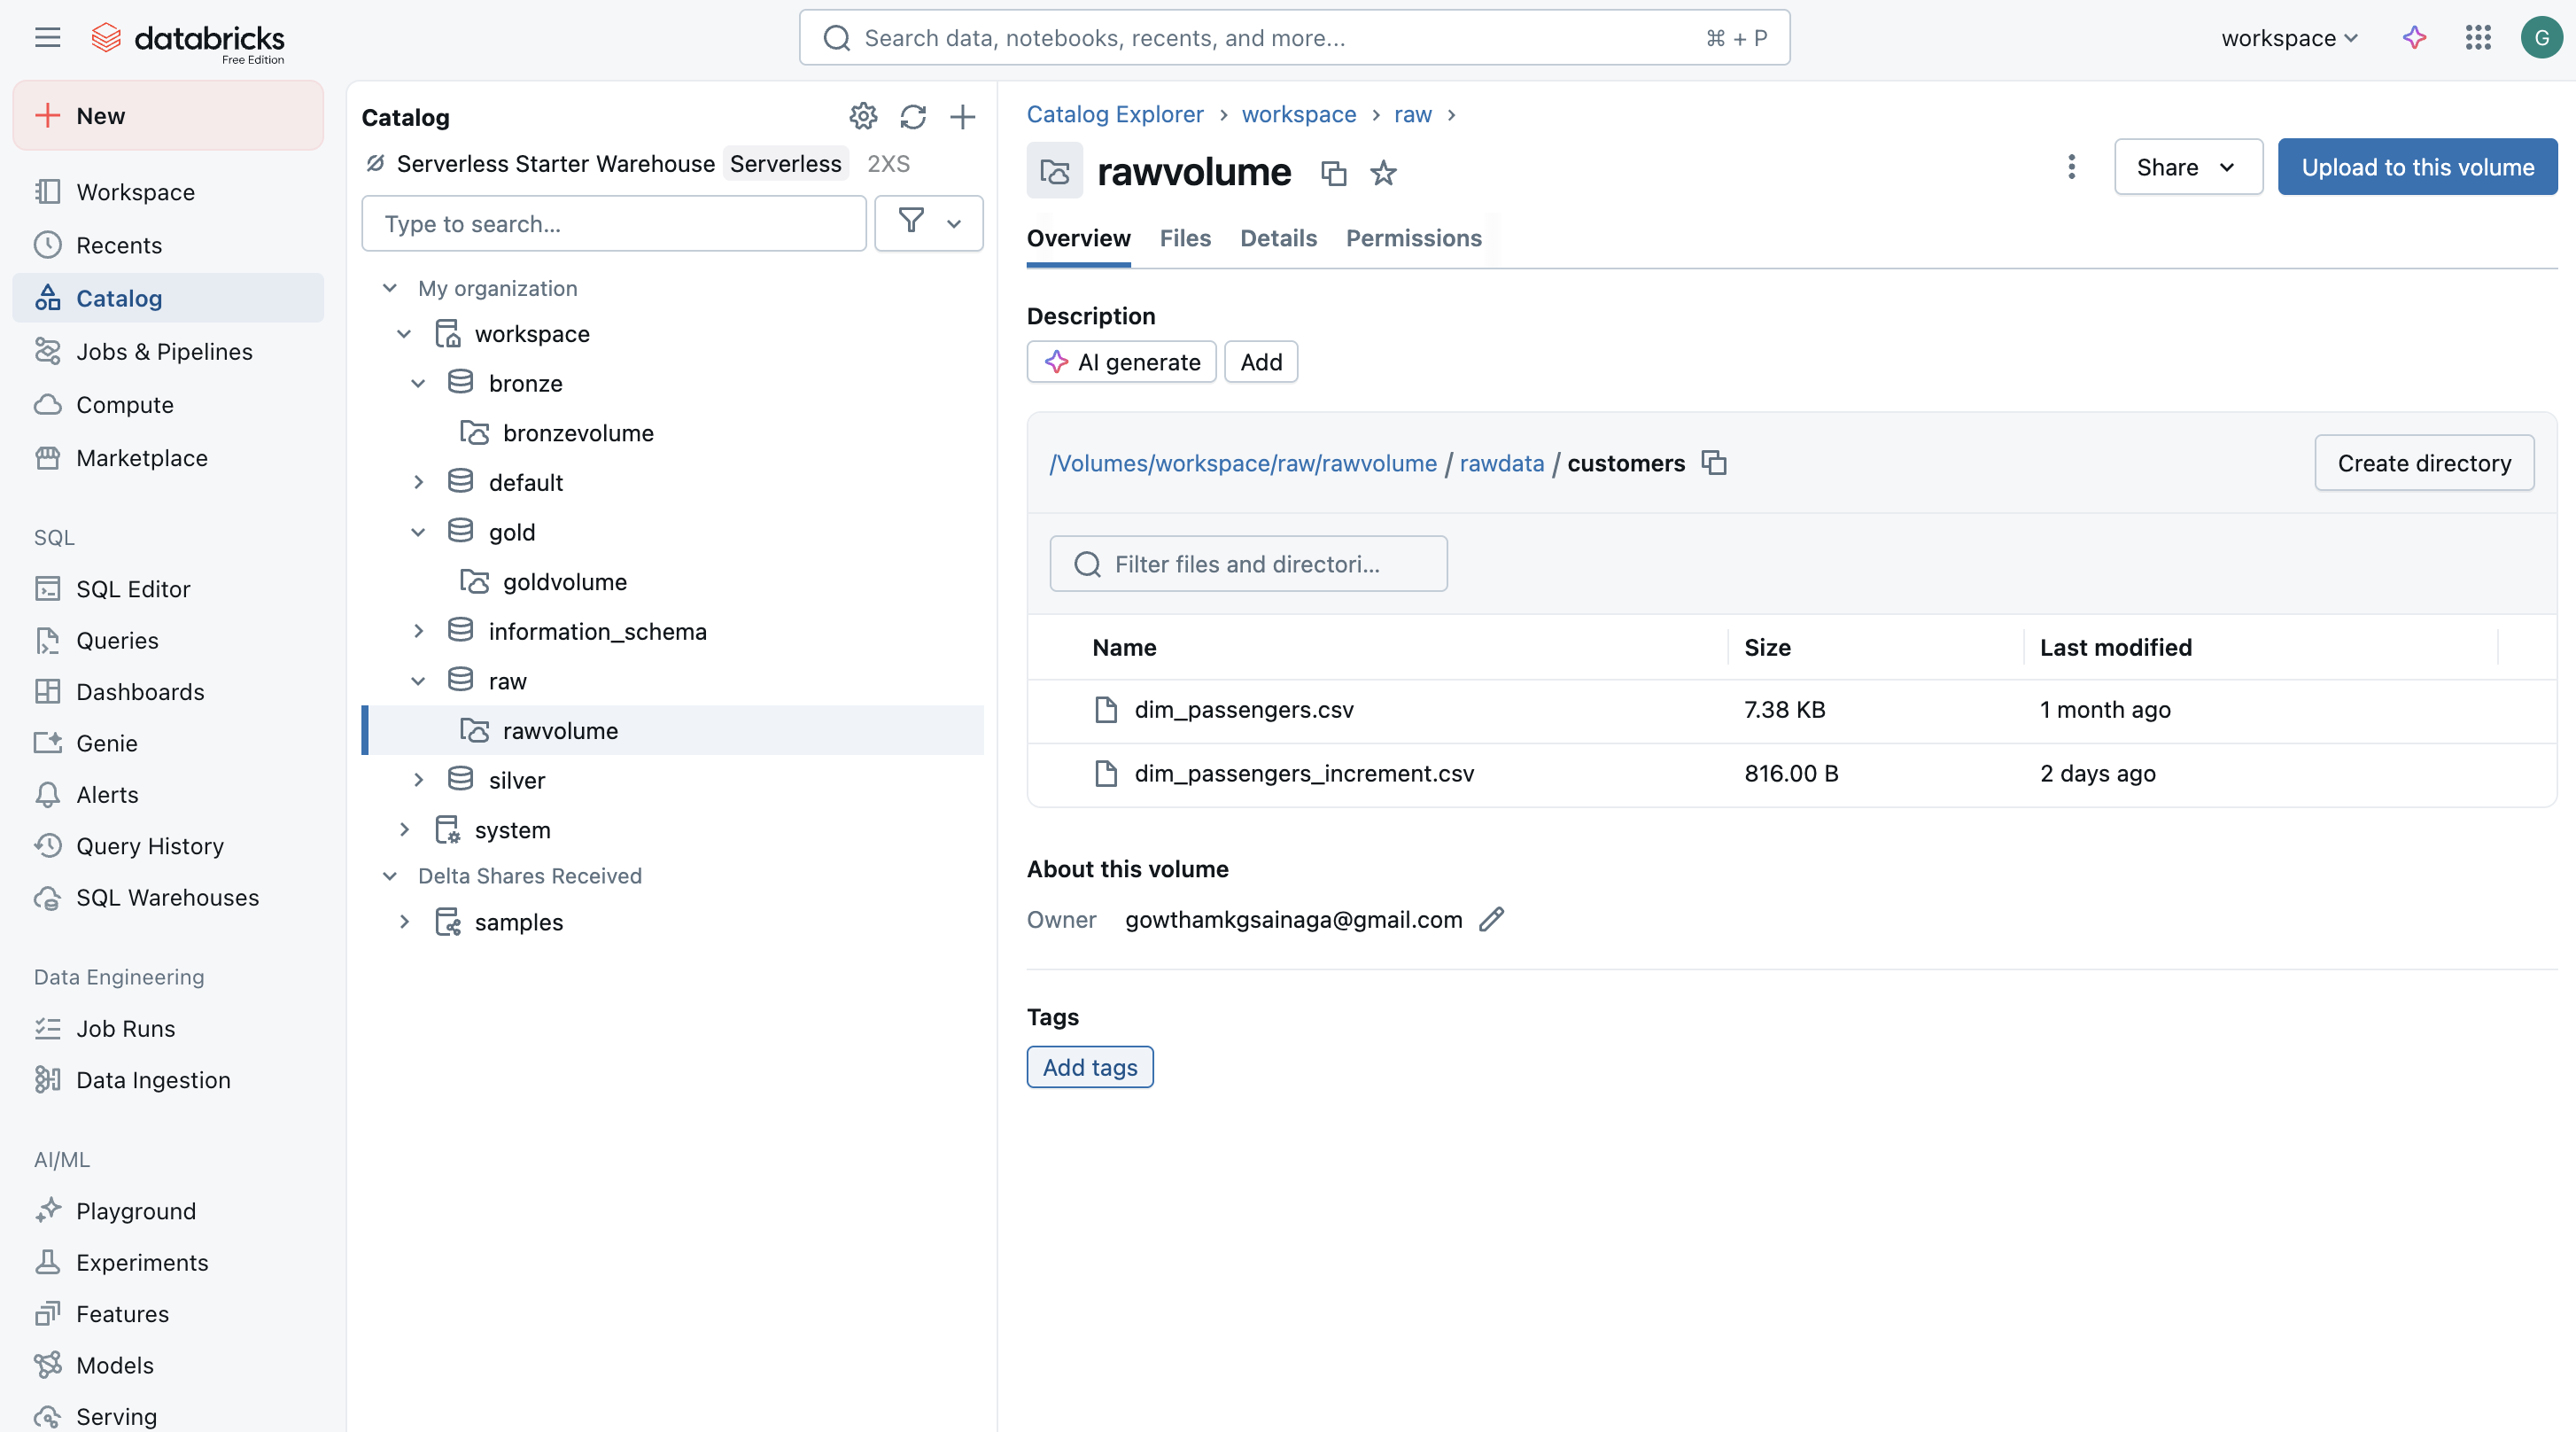 databricks
Free Edition
Search data, notebooks, recents, and more...
⌘ + P
workspace
G
New
Workspace
Recents
Catalog
Jobs & Pipelines
Compute
Marketplace
SQL
SQL Editor
Queries
Dashboards
Genie
Alerts
Query History
SQL Warehouses
Data Engineering
Job Runs
Data Ingestion
AI/ML
Playground
Experiments
Features
Models
Serving
Catalog
Serverless Starter Warehouse Serverless 2XS
Type to search...
My organization
workspace
bronze
bronzevolume
default
gold
goldvolume
information_schema
raw
rawvolume
silver
system
Delta Shares Received
samples
Catalog Explorer > workspace > raw >
rawvolume
Share
Upload to this volume
Overview Files Details Permissions
Description
AI generate Add
/Volumes/workspace/raw/rawvolume / rawdata / customers
Create directory
Filter files and directori...
Name Size Last modified
dim_passengers.csv 7.38 KB 1 month ago
dim_passengers_increment.csv 816.00 B 2 days ago
About this volume
Owner gowthamkgsainaga@gmail.com
Tags
Add tags